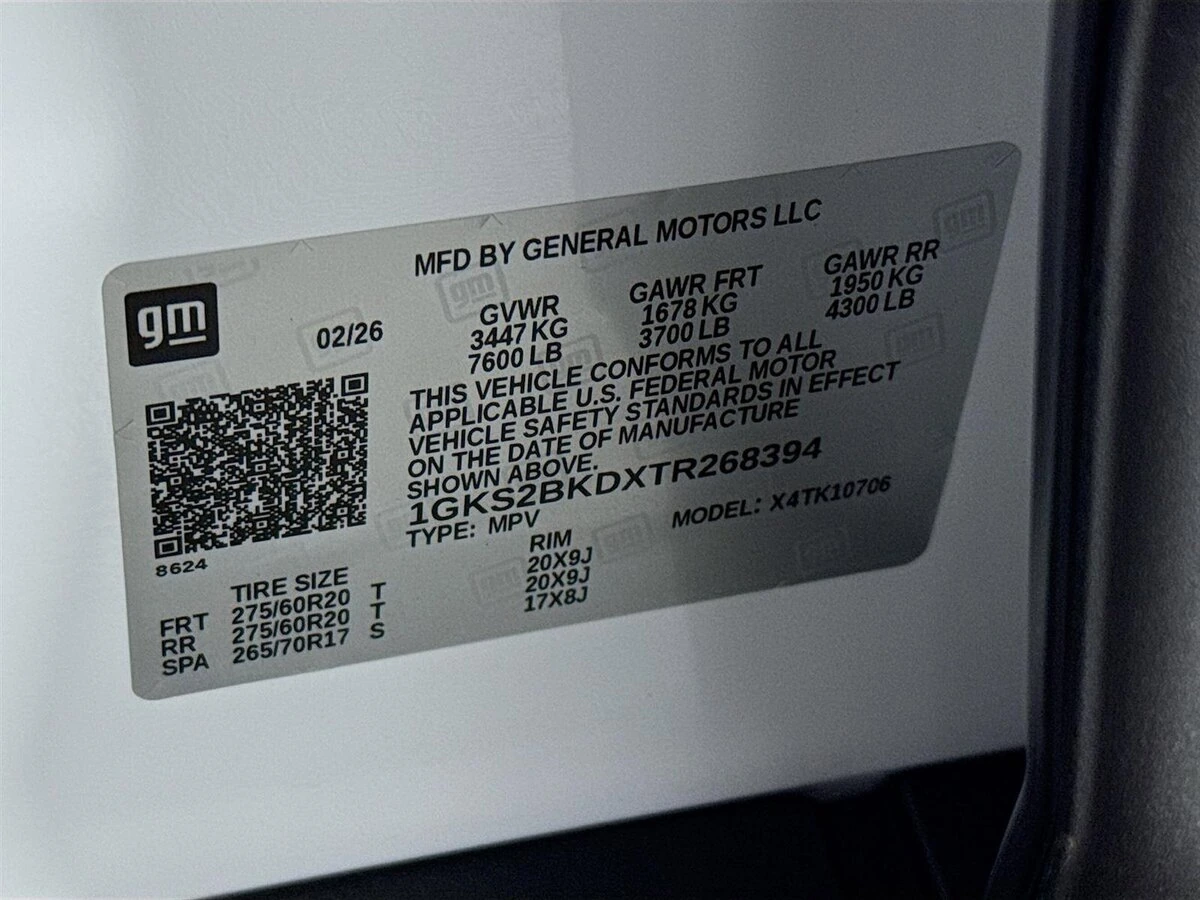 MFD BY GENERAL MOTORS LLC
gm
02/26
GVWR GAWR FRT GAWR RR
3447 KG 1678 KG 1950 KG
7600 LB 3700 LB 4300 LB
THIS VEHICLE CONFORMS TO ALL
APPLICABLE U.S. FEDERAL MOTOR
VEHICLE SAFETY STANDARDS IN EFFECT
ON THE DATE OF MANUFACTURE
SHOWN ABOVE.
1GKS2BKDXTR268394
TYPE: MPV MODEL: X4TK10706
8624
TIRE SIZE RIM
FRT 275/60R20 T 20X9J
RR 275/60R20 T 20X9J
SPA 265/70R17 S 17X8J